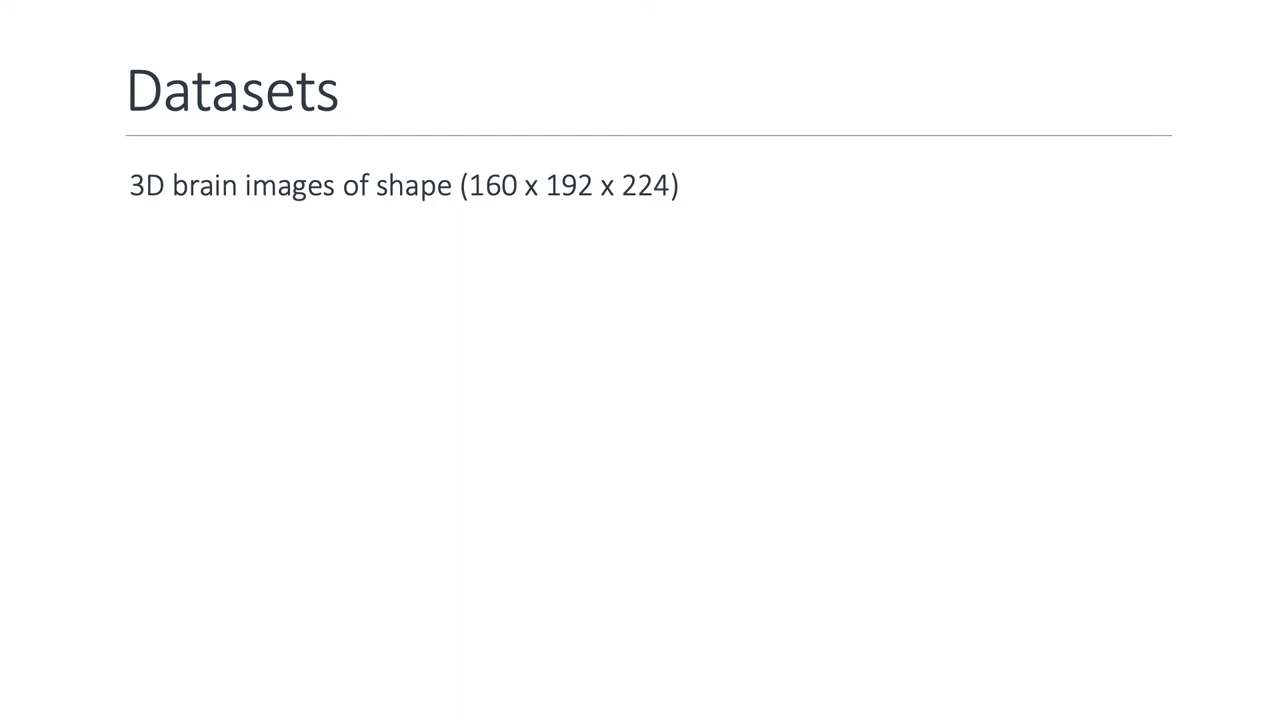 Datasets
3D brain images of shape (160 x 192 x 224)